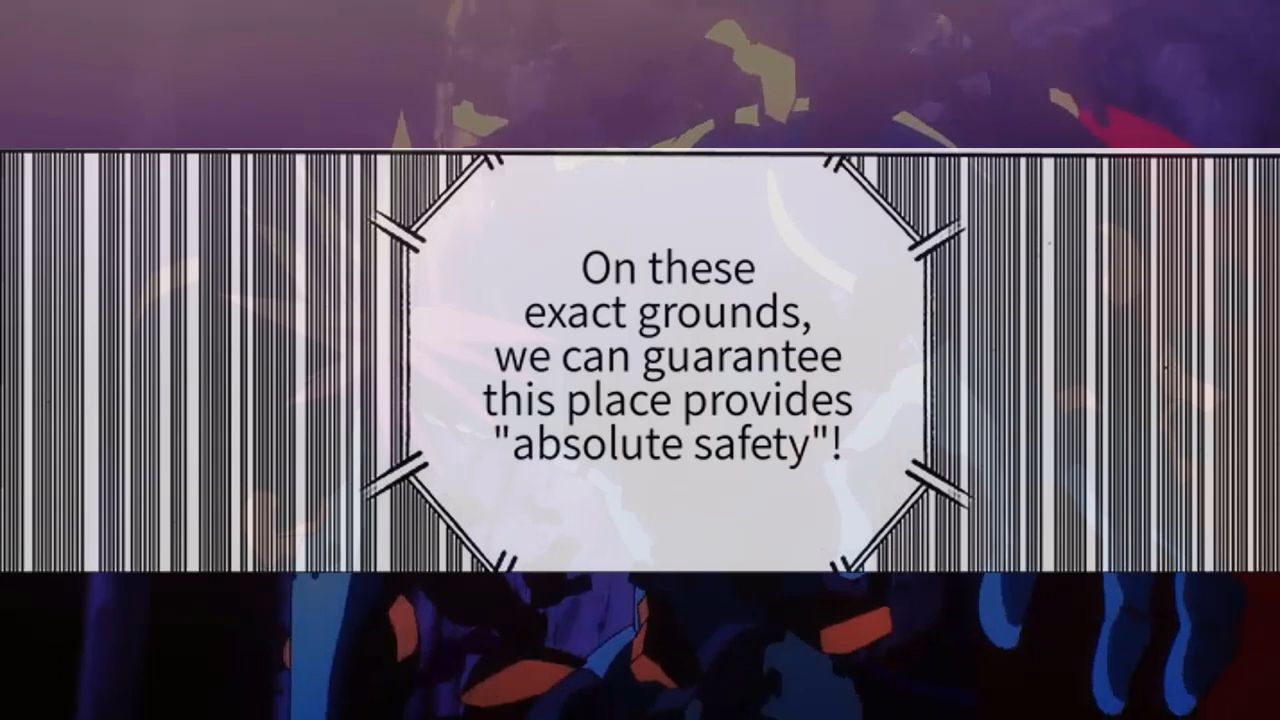 On these
exact grounds,
we can guarantee
this place provides
"absolute safety"!